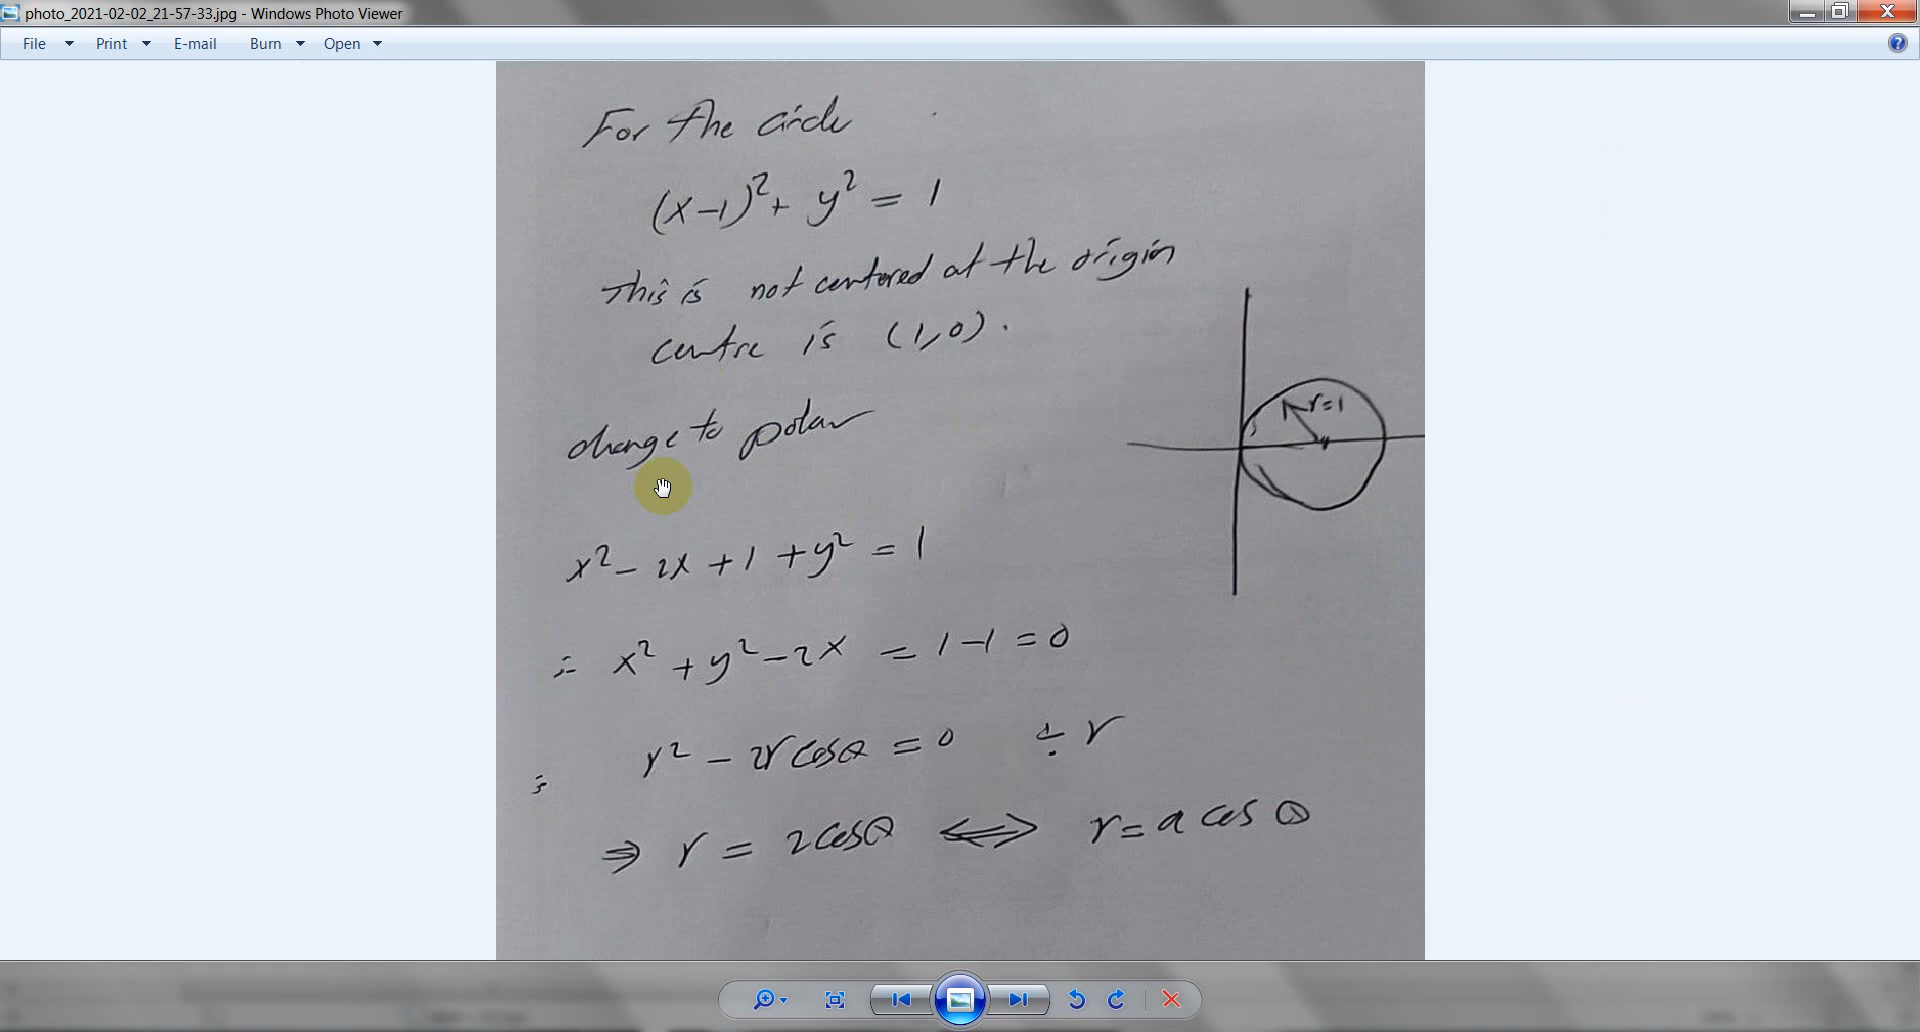 photo_2021-02-02_21-57-33.jpg - Windows Photo Viewer
File Print E-mail Burn Open
For the circle
(x-1)² + y² = 1
This is not centered at the origin
centre is (1,0).
r=1
change to polar
x² - 2x + 1 + y² = 1
∴ x² + y² - 2x = 1 - 1 = 0
∴ r² - 2r cosθ = 0 ÷ r
⇒ r = 2cosθ ⟺ r = a cos θ